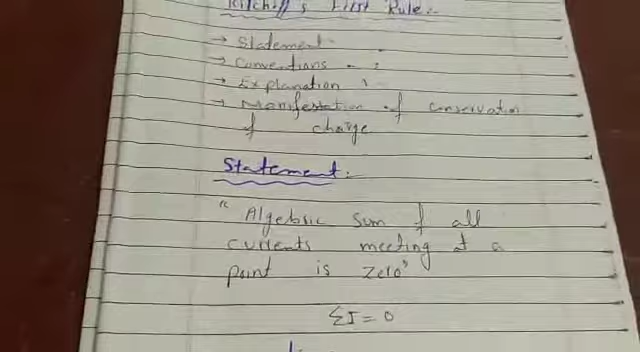 Kirchoff's First Rule:-
→ Statement
→ Conventions
→ Explanation
→ Manifestation of conservation
of charge
Statement:
"Algebric sum of all
currents meeting at a
point is zero"
ΣI = 0